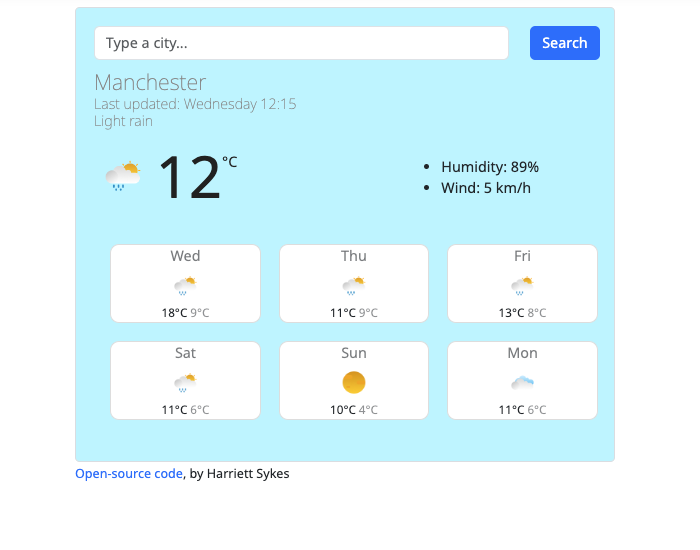 Type a city...
Search
Manchester
Last updated: Wednesday 12:15
Light rain
12 °C
Humidity: 89%
Wind: 5 km/h
Wed
Thu
Fri
18°C 9°C
11°C 9°C
13°C 8°C
Sat
Sun
Mon
11°C 6°C
10°C 4°C
11°C 6°C
Open-source code, by Harriett Sykes